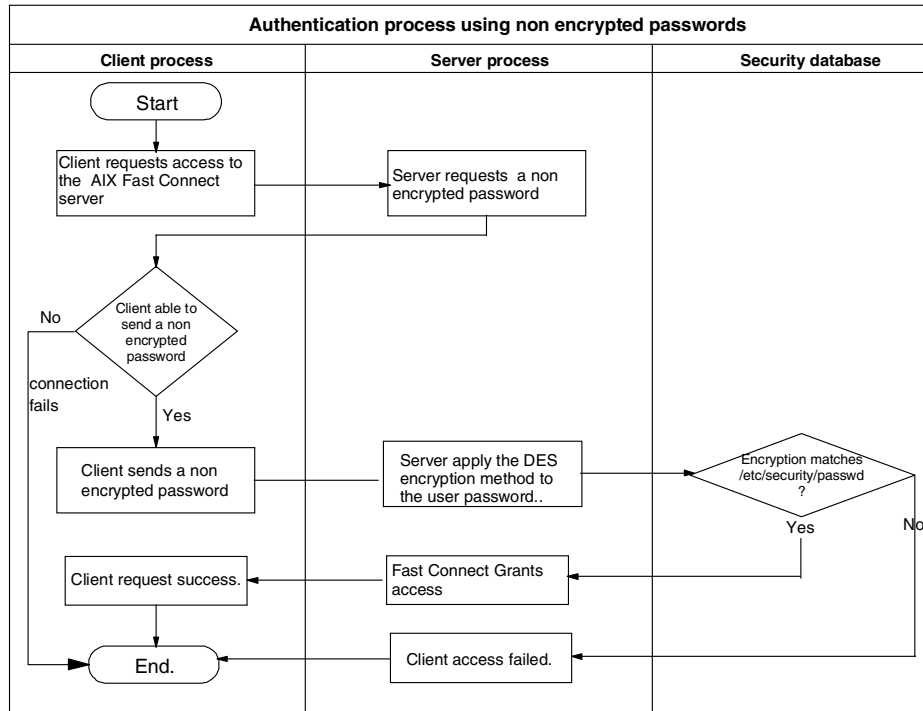 Authentication process using non encrypted passwords
Client process
Server process
Security database
Start
Client requests access to
the AIX Fast Connect
server
Server requests a non
encrypted password
Client able to
send a non
encrypted
password
No
connection
fails
Yes
Client sends a non
encrypted password
Server apply the DES
encryption method to
the user password..
Encryption matches
/etc/security/passwd
?
Yes
No
Client request success.
Fast Connect Grants
access
Client access failed.
End.